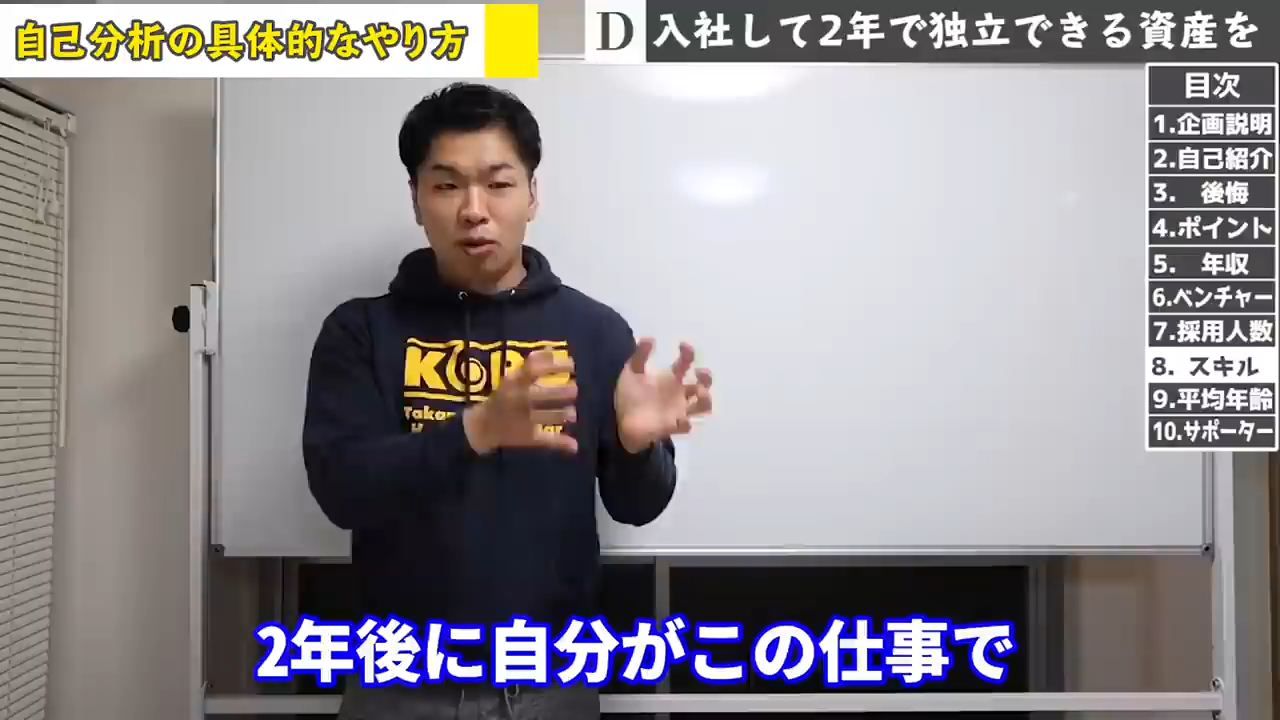 自己分析の具体的なやり方
D 入社して2年で独立できる資産を
目次
1.企画説明
2.自己紹介
3. 後悔
4.ポイント
5. 年収
6.ベンチャー
7.採用人数
8. スキル
9.平均年齢
10.サポーター
2年後に自分がこの仕事で